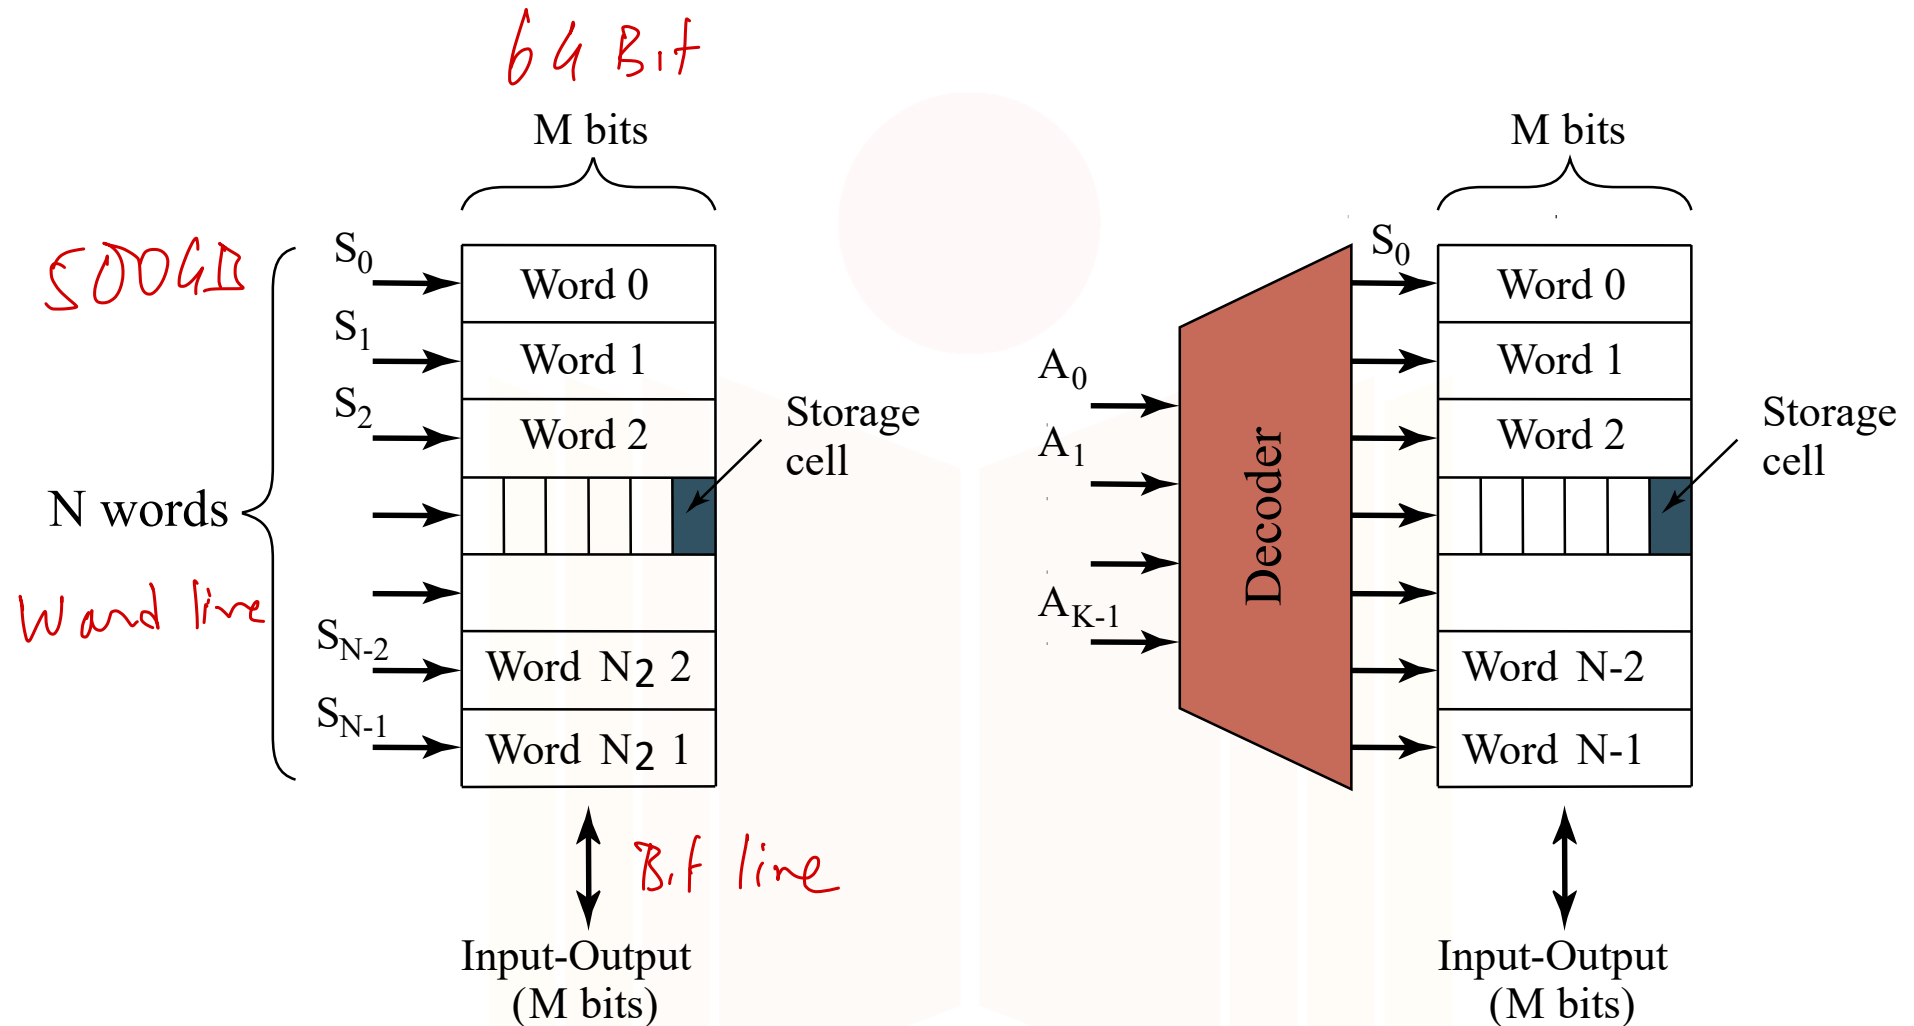 64 Bit
M bits
500GB
S0
Word 0
S1
Word 1
S2
Word 2
Storage
cell
N words
Word line
SN-2
Word N2 2
SN-1
Word N2 1
Bit line
Input-Output
(M bits)
M bits
A0
A1
AK-1
Decoder
S0
Word 0
Word 1
Word 2
Storage
cell
Word N-2
Word N-1
Input-Output
(M bits)